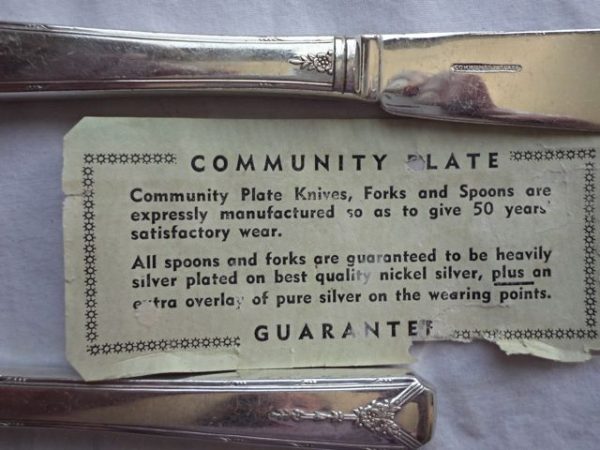 COMMUNITY PLATE
COMMUNITY PLATE
Community Plate Knives, Forks and Spoons are
expressly manufactured so as to give 50 years'
satisfactory wear.
All spoons and forks are guaranteed to be heavily
silver plated on best quality nickel silver, plus an
extra overlay of pure silver on the wearing points.
GUARANTEE